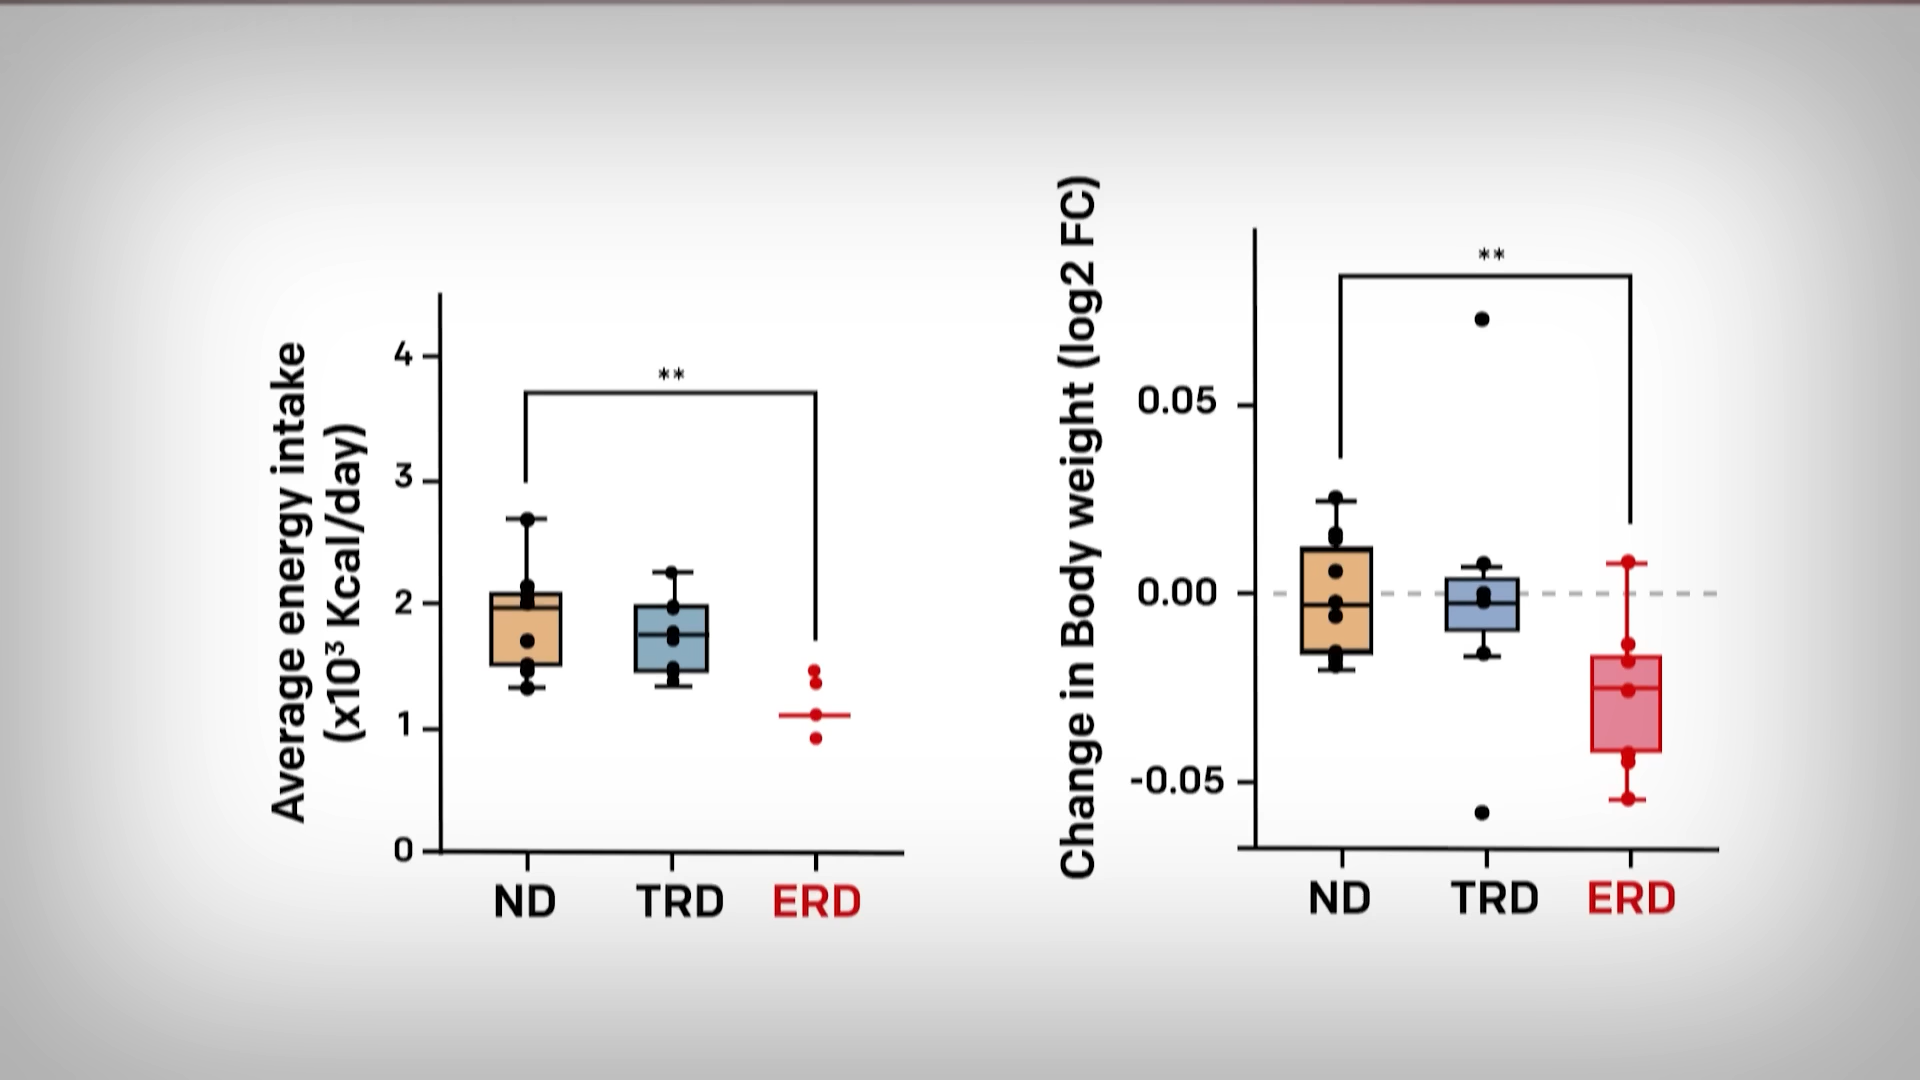 Average energy intake
(x10³ Kcal/day)
4
3
2
1
0
**
ND TRD ERD
Change in Body weight (log2 FC)
0.05
0.00
-0.05
**
ND TRD ERD